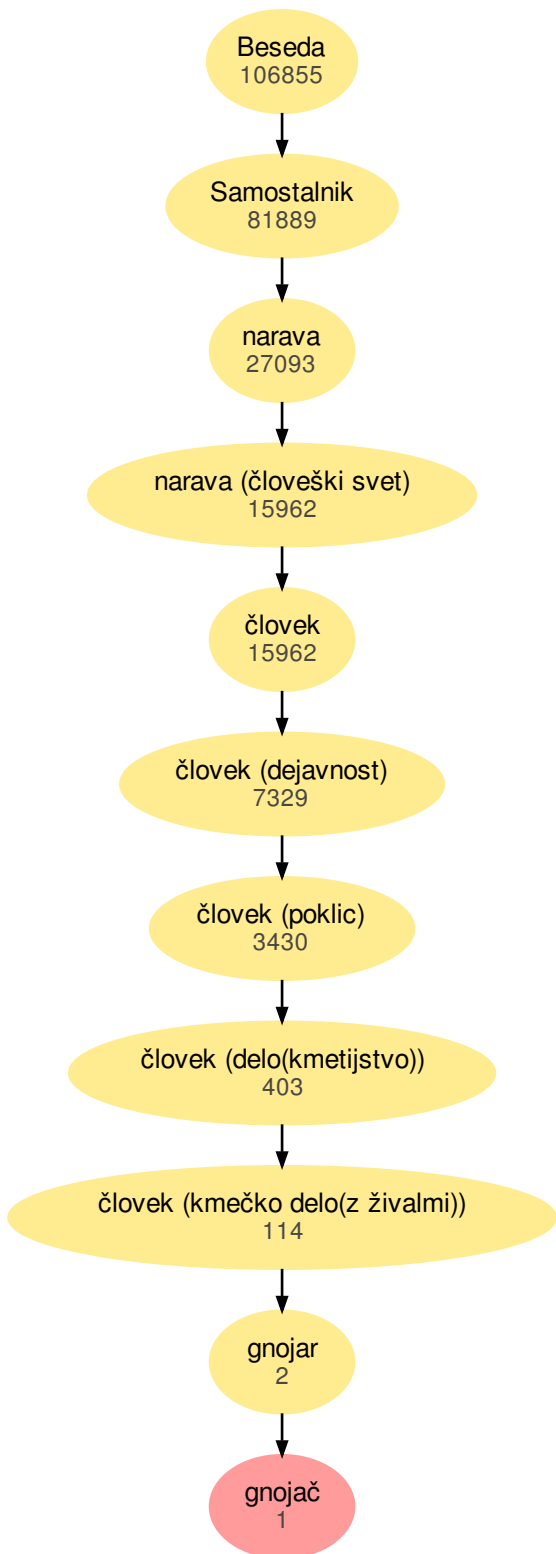 Beseda
106855
Samostalnik
81889
narava
27093
narava (človeški svet)
15962
človek
15962
človek (dejavnost)
7329
človek (poklic)
3430
človek (delo(kmetijstvo))
403
človek (kmečko delo(z živalmi))
114
gnojar
2
gnojač
1